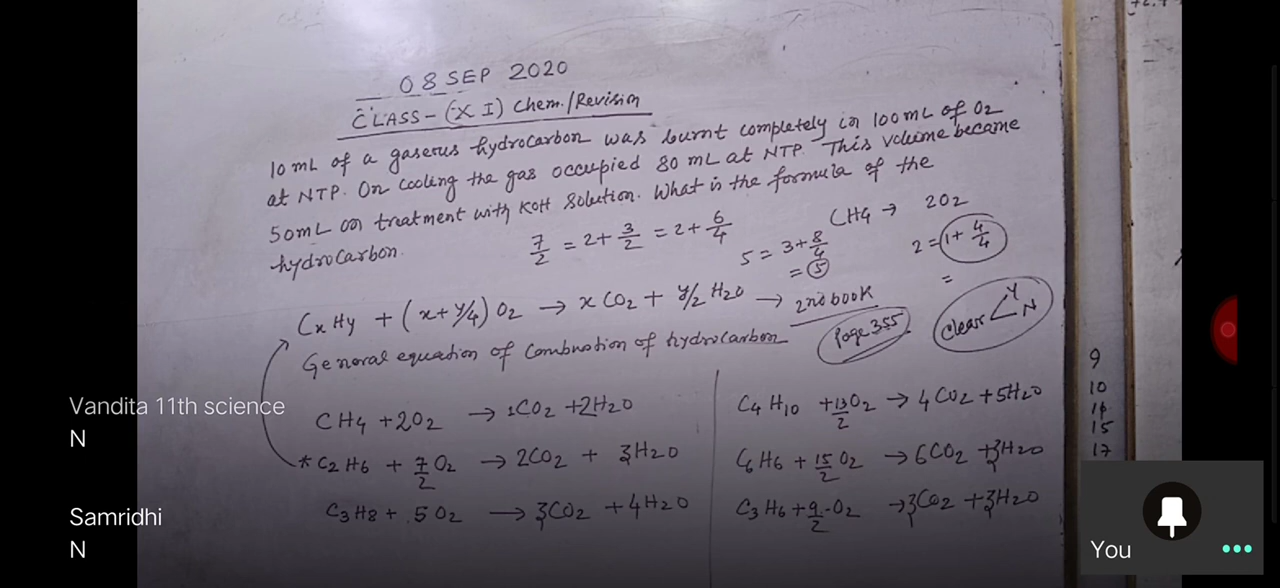 08 SEP 2020
CLASS-(XI) Chem./Revision
10 mL of a gaseous hydrocarbon was burnt completely in 100 mL of O2
at NTP. On cooling the gas occupied 80 mL at NTP. This volume became
50 mL on treatment with KOH Solution. What is the formula of the
hydrocarbon.
7/2 = 2+ 3/2 = 2+ 6/4
5 = 3+ 8/4
= 5
CH4 → 2O2
2 = 1+ 4/4
=
CxHy + (x+y/4) O2 → x CO2 + y/2 H2O → 2nd book
Page 355
Clear < Y N
General equation of Combustion of hydrocarbon
CH4 + 2O2 → 1CO2 + 2H2O
* C2H6 + 7/2 O2 → 2CO2 + 3H2O
C3H8 + 5O2 → 3CO2 + 4H2O
C4H10 + 13/2 O2 → 4CO2 + 5H2O
C6H6 + 15/2 O2 → 6CO2 + 3H2O
C3H6 + 9/2 O2 → 3CO2 + 3H2O
9
10
15
17
Vandita 11th science
N
Samridhi
N
You